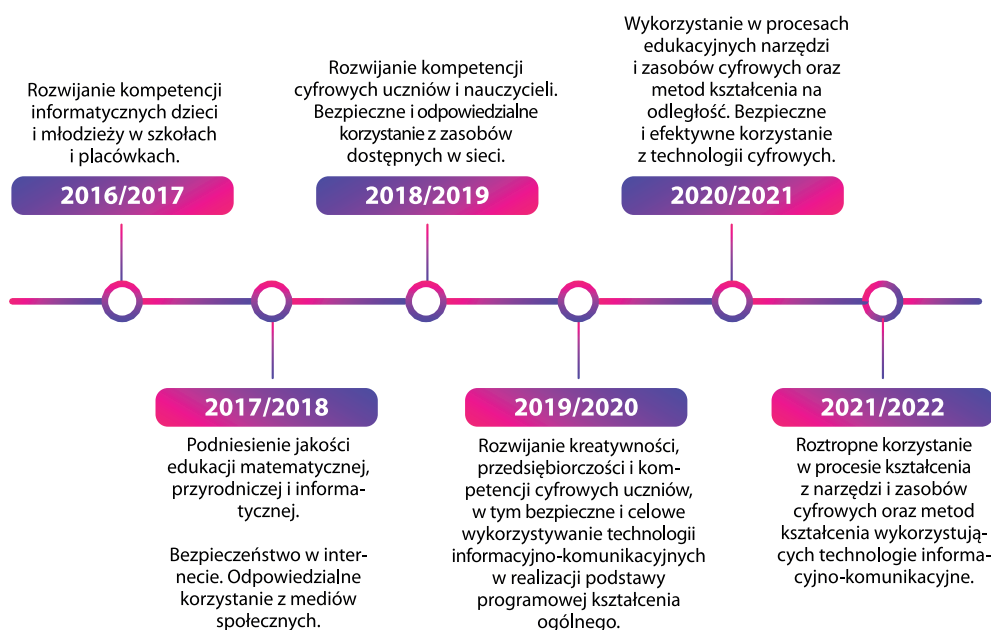 Rozwijanie kompetencji
informatycznych dzieci
i młodzieży w szkołach
i placówkach.
2016/2017
2017/2018
Podniesienie jakości
edukacji matematycznej,
przyrodniczej i informa-
tycznej.
Bezpieczeństwo w inter-
necie. Odpowiedzialne
korzystanie z mediów
społecznych.
Rozwijanie kompetencji
cyfrowych uczniów i nauczycieli.
Bezpieczne i odpowiedzialne
korzystanie z zasobów
dostępnych w sieci.
2018/2019
2019/2020
Rozwijanie kreatywności,
przedsiębiorczości i kom-
petencji cyfrowych uczniów,
w tym bezpieczne i celowe
wykorzystywanie technologii
informacyjno-komunikacyjnych
w realizacji podstawy
programowej kształcenia
ogólnego.
Wykorzystanie w procesach
edukacyjnych narzędzi
i zasobów cyfrowych oraz
metod kształcenia na
odległość. Bezpieczne
i efektywne korzystanie
z technologii cyfrowych.
2020/2021
2021/2022
Roztropne korzystanie
w procesie kształcenia
z narzędzi i zasobów
cyfrowych oraz metod
kształcenia wykorzystują-
cych technologie informa-
cyjno-komunikacyjne.